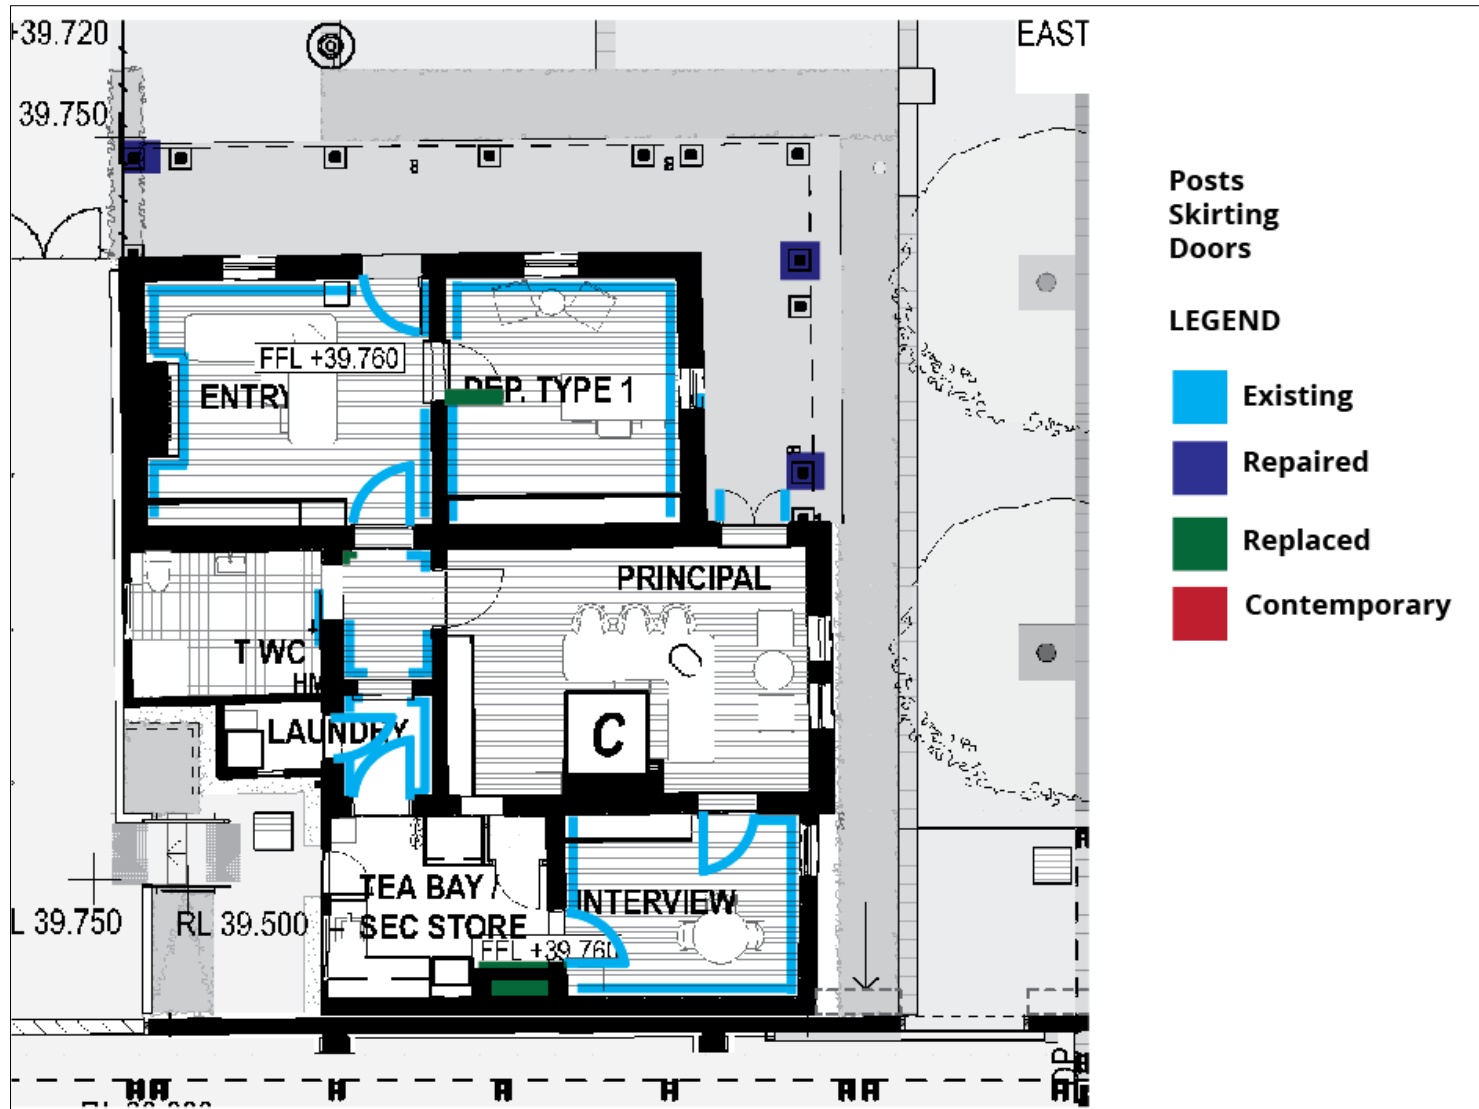 +39.720
EAST
39.750
Posts
Skirting
Doors
LEGEND
FFL +39.760
DEP. TYPE 1
ENTRY
Existing
Repaired
Replaced
PRINCIPAL
Contemporary
T WC
HM
LAUNDRY
C
TEA BAY /
INTERVIEW
L 39.750
RL 39.500
SEC STORE
FFL +39.760
DP